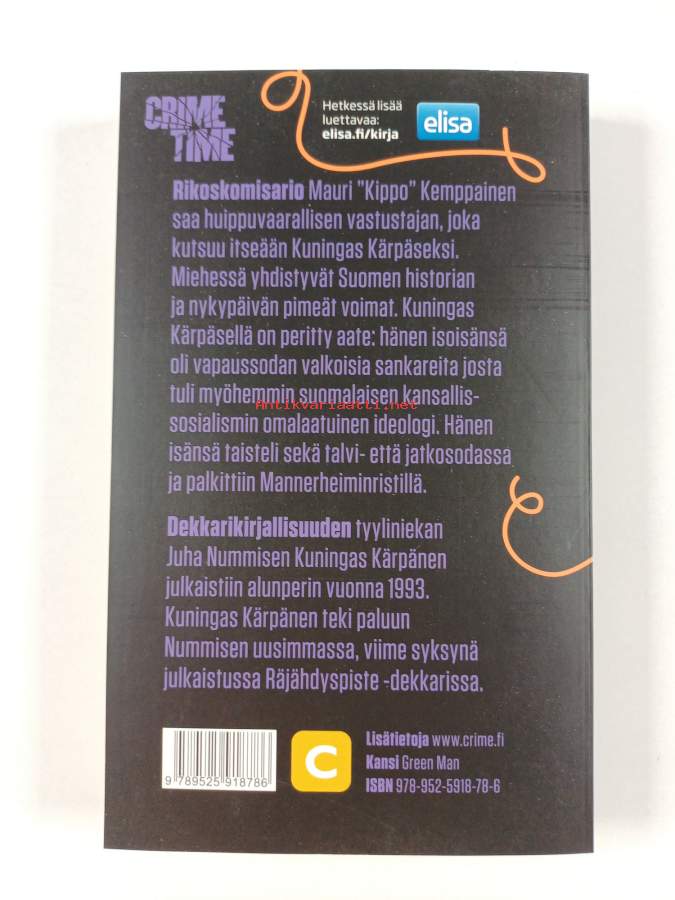 CRIME
TIME
Hetkessä lisää
luettavaa:
elisa.fi/kirja
elisa
Rikoskomisario Mauri "Kippo" Kemppainen
saa huippuvaarallisen vastustajan, joka
kutsuu itseään Kuningas Kärpäseksi.
Miehessä yhdistyvät Suomen historian
ja nykypäivän pimeät voimat. Kuningas
Kärpäsellä on peritty aate: hänen isoisänsä
oli vapaussodan valkoisia sankareita josta
tuli myöhemmin suomalaisen kansallis-
Antikvariaatti.net
sosialismin omalaatuinen ideologi. Hänen
isänsä taisteli sekä talvi- että jatkosodassa
ja palkittiin Mannerheiminristillä.
Dekkarikirjallisuuden tyyliniekan
Juha Nummisen Kuningas Kärpänen
julkaistiin alunperin vuonna 1993.
Kuningas Kärpänen teki paluun
Nummisen uusimmassa, viime syksynä
julkaistussa Räjähdyspiste -dekkarissa.
9 789525 918786
C
Lisätietoja www.crime.fi
Kansi Green Man
ISBN 978-952-5918-78-6